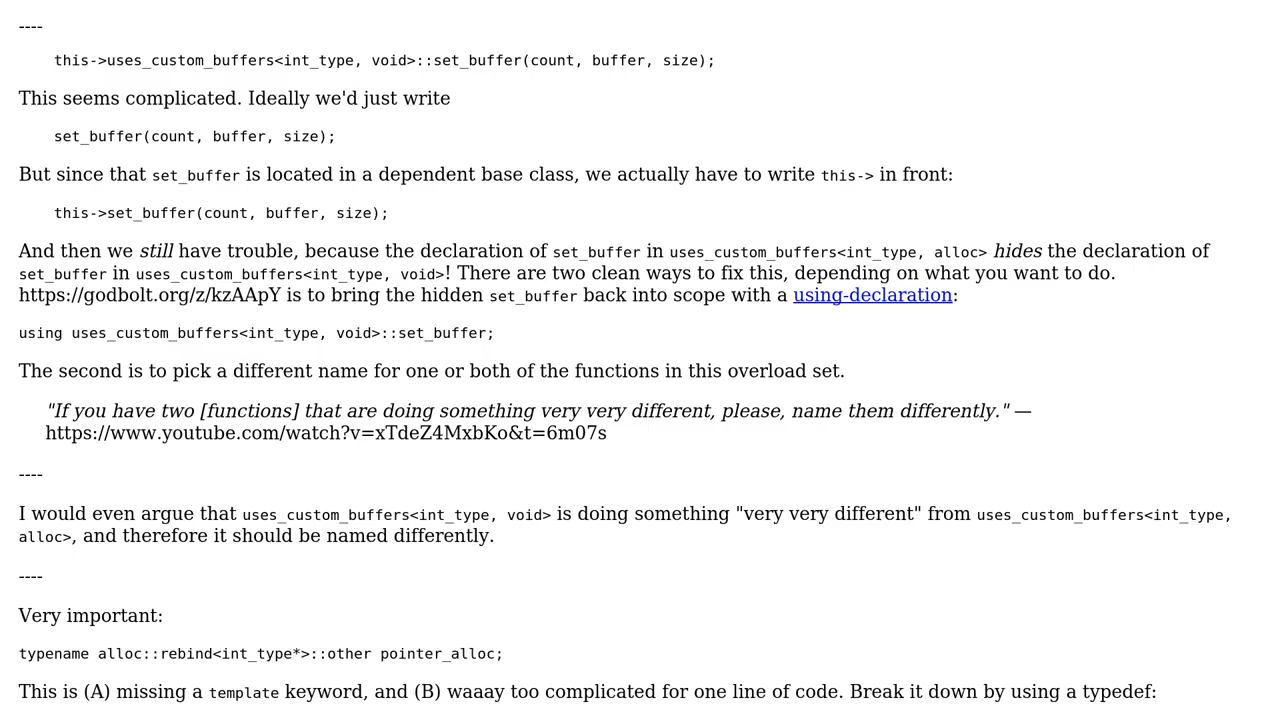 ----
this->uses_custom_buffers<int_type, void>::set_buffer(count, buffer, size);
This seems complicated. Ideally we'd just write
set_buffer(count, buffer, size);
But since that set_buffer is located in a dependent base class, we actually have to write this-> in front:
this->set_buffer(count, buffer, size);
And then we still have trouble, because the declaration of set_buffer in uses_custom_buffers<int_type, alloc> hides the declaration of
set_buffer in uses_custom_buffers<int_type, void>! There are two clean ways to fix this, depending on what you want to do.
https://godbolt.org/z/kzAApY is to bring the hidden set_buffer back into scope with a using-declaration:
using uses_custom_buffers<int_type, void>::set_buffer;
The second is to pick a different name for one or both of the functions in this overload set.
"If you have two [functions] that are doing something very very different, please, name them differently." —
https://www.youtube.com/watch?v=xTdeZ4MxbKo&t=6m07s
----
I would even argue that uses_custom_buffers<int_type, void> is doing something "very very different" from uses_custom_buffers<int_type,
alloc>, and therefore it should be named differently.
----
Very important:
typename alloc::rebind<int_type*>::other pointer_alloc;
This is (A) missing a template keyword, and (B) waaay too complicated for one line of code. Break it down by using a typedef: